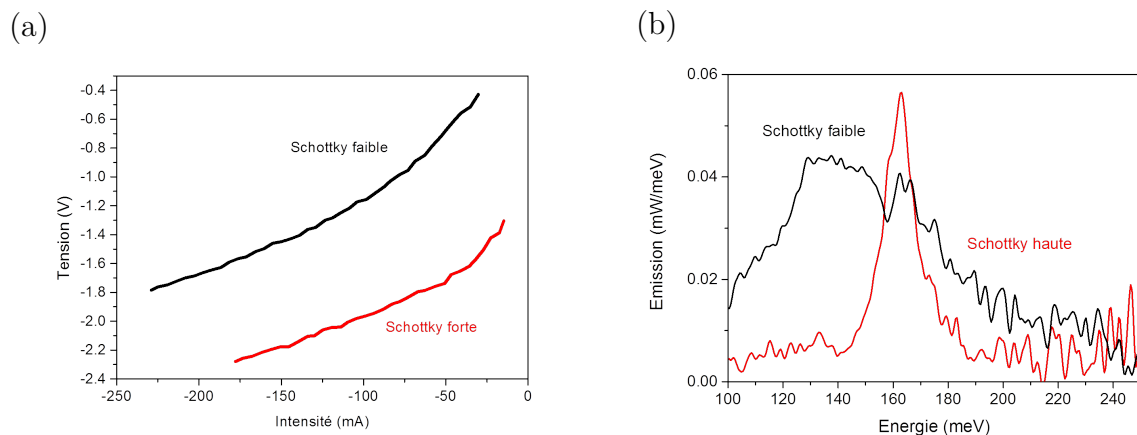 (a)
-0.4
-0.6
-0.8
-1.0
-1.2
-1.4
-1.6
-1.8
-2.0
-2.2
-2.4
Tension (V)
Schottky faible
Schottky forte
-250
-200
-150
-100
-50
0
Intensité (mA)
(b)
0.06
0.04
0.02
0.00
Emission (mW/meV)
Schottky faible
Schottky haute
100
120
140
160
180
200
220
240
Energie (meV)